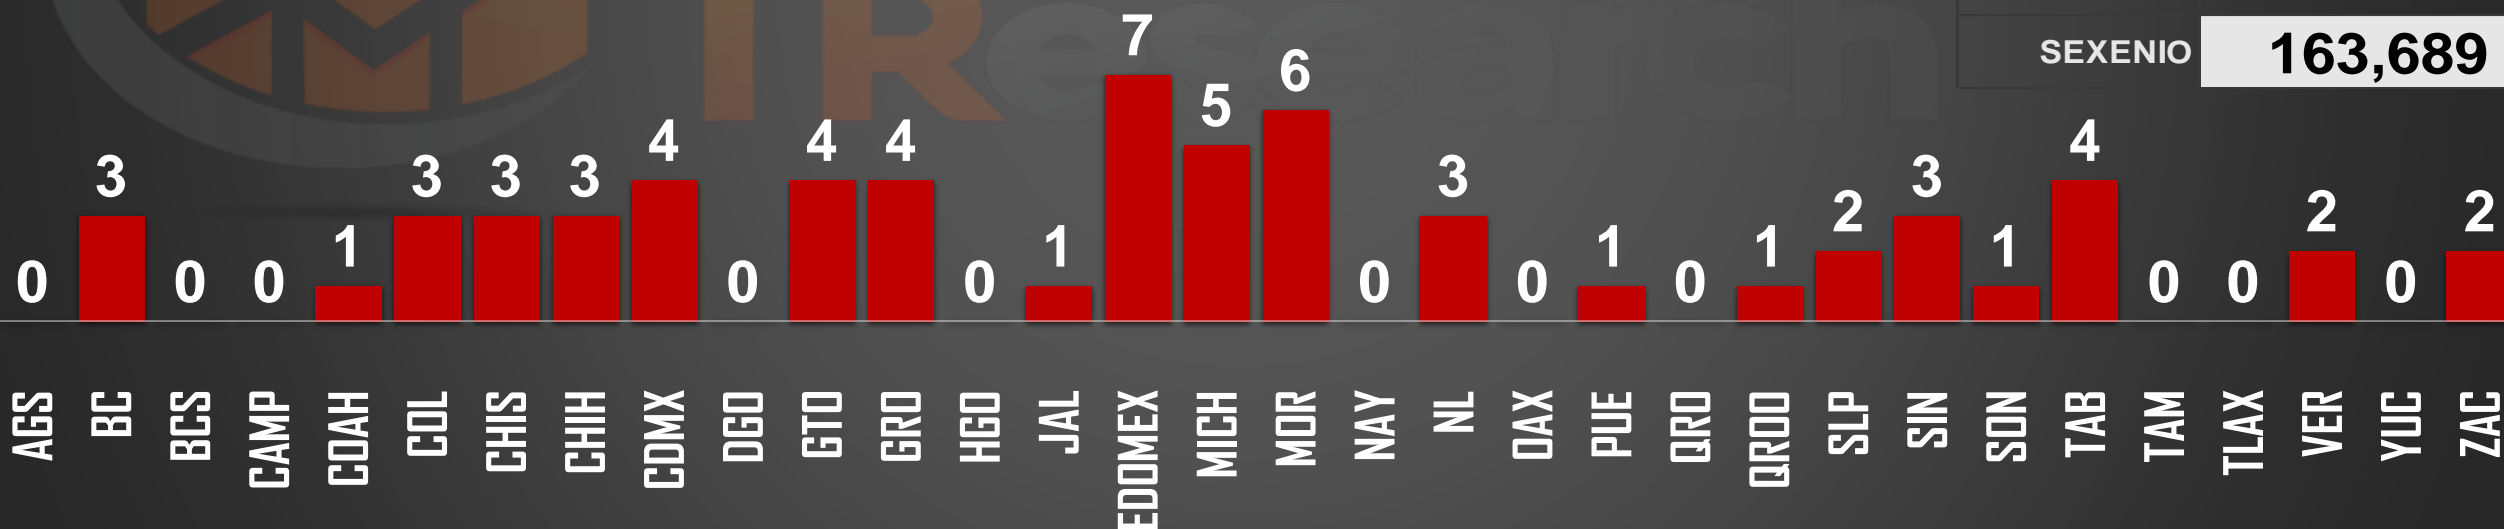 TResearch
SEXENIO 163,689
0 3 0 0 1 3 3 3 4 0 4 4 0 1 7 5 6 0 3 0 1 0 1 2 3 1 4 0 0 2 0 2
AGS BC BCS CAMP COAH COL CHIS CHIH CDMX DGO GTO GRO HGO JAL EDOMEX MICH MOR NAY NL OAX PUE QRO QROO SLP SIN SON TAB TAM TLAX VER YUC ZAC